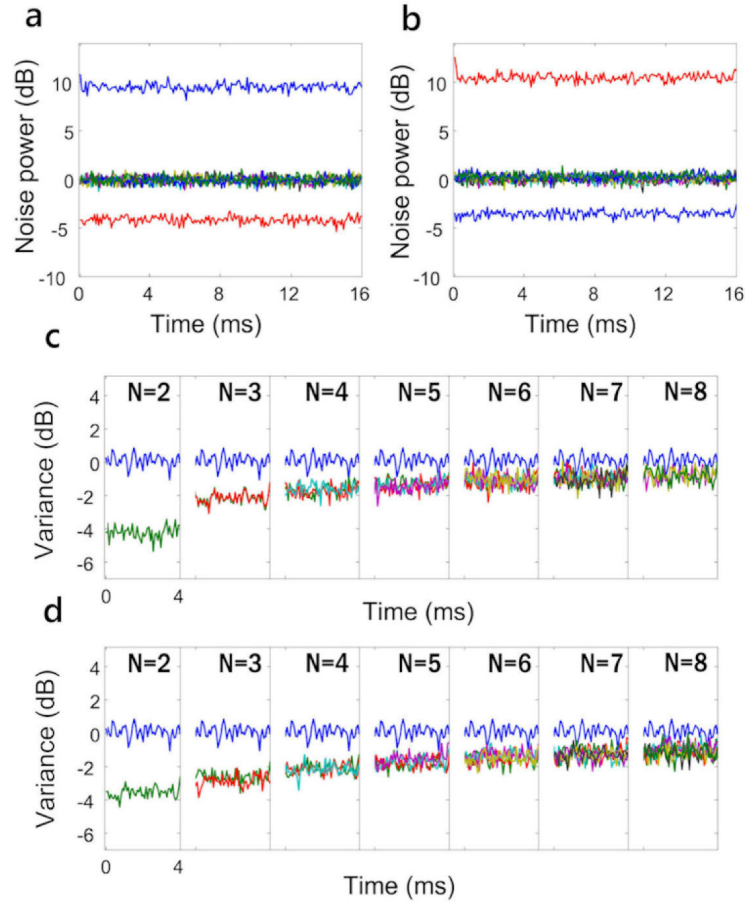 a
b
Noise power (dB)
10
5
0
-5
-10
0 4 8 12 16
Time (ms)
Noise power (dB)
10
5
0
-5
-10
0 4 8 12 16
Time (ms)
c
Variance (dB)
4
2
0
-2
-4
-6
N=2 N=3 N=4 N=5 N=6 N=7 N=8
0 4
Time (ms)
d
Variance (dB)
4
2
0
-2
-4
-6
N=2 N=3 N=4 N=5 N=6 N=7 N=8
0 4
Time (ms)